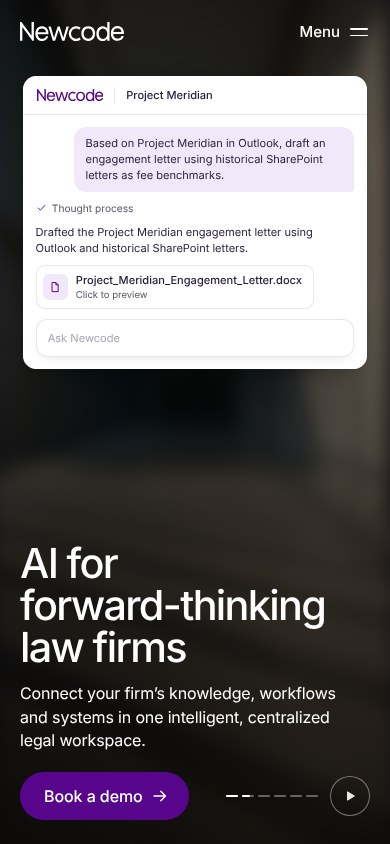 Newcode
Menu
Newcode
Project Meridian
Based on Project Meridian in Outlook, draft an
engagement letter using historical SharePoint
letters as fee benchmarks.
Thought process
Drafted the Project Meridian engagement letter using
Outlook and historical SharePoint letters.
Project_Meridian_Engagement_Letter.docx
Click to preview
Ask Newcode
AI for
forward-thinking
law firms
Connect your firm’s knowledge, workflows
and systems in one intelligent, centralized
legal workspace.
Book a demo